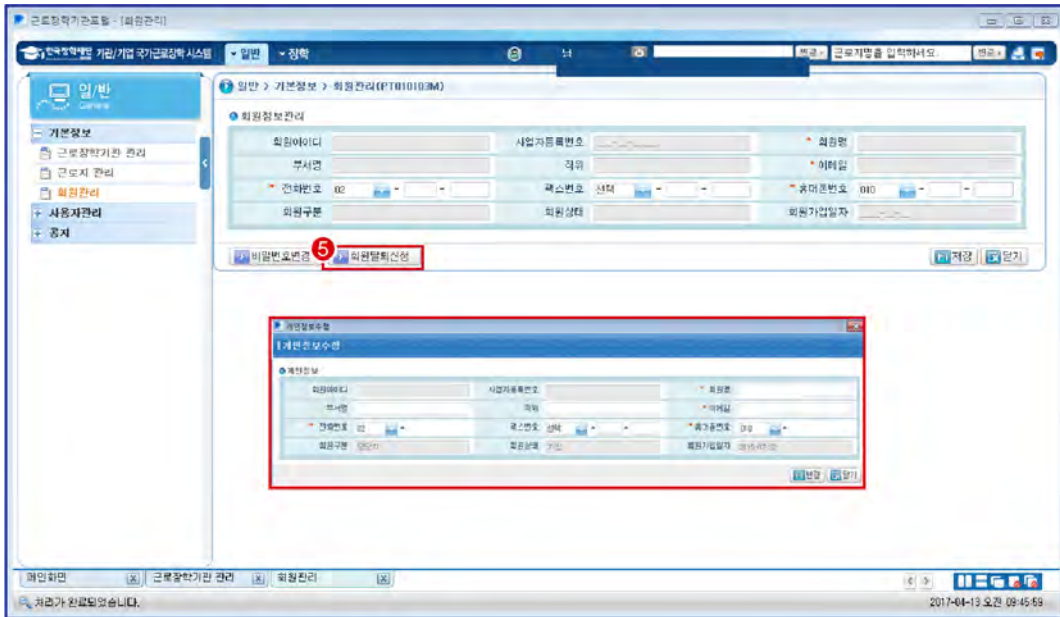 근로장학기관포털 - [회원관리]
한국장학재단 기관/기업 국가근로장학 시스템 일반 장학 변경 근로지명을 입력하세요. 변경
일반
General
일반 > 기본정보 > 회원관리(PT010103M)
기본정보
근로장학기관 관리
근로지 관리
회원관리
사용자관리
공지
회원정보관리
회원아이디 사업자등록번호 * 회원명
부서명 직위 * 이메일
* 전화번호 02 - - 팩스번호 선택 - - * 휴대폰번호 010 - -
회원구분 회원상태 회원가입일자
비밀번호변경 5 회원탈퇴신청 저장 닫기
개인정보수정
개인정보수정
개인정보
회원아이디 사업자등록번호 * 회원명
부서명 직위 * 이메일
* 전화번호 02 - 팩스번호 선택 - - * 휴대폰번호 010 -
회원구분 회원상태 회원가입일자
변경 닫기
메인화면 근로장학기관 관리 회원관리
처리가 완료되었습니다. 2017-04-13 오전 09:45:59